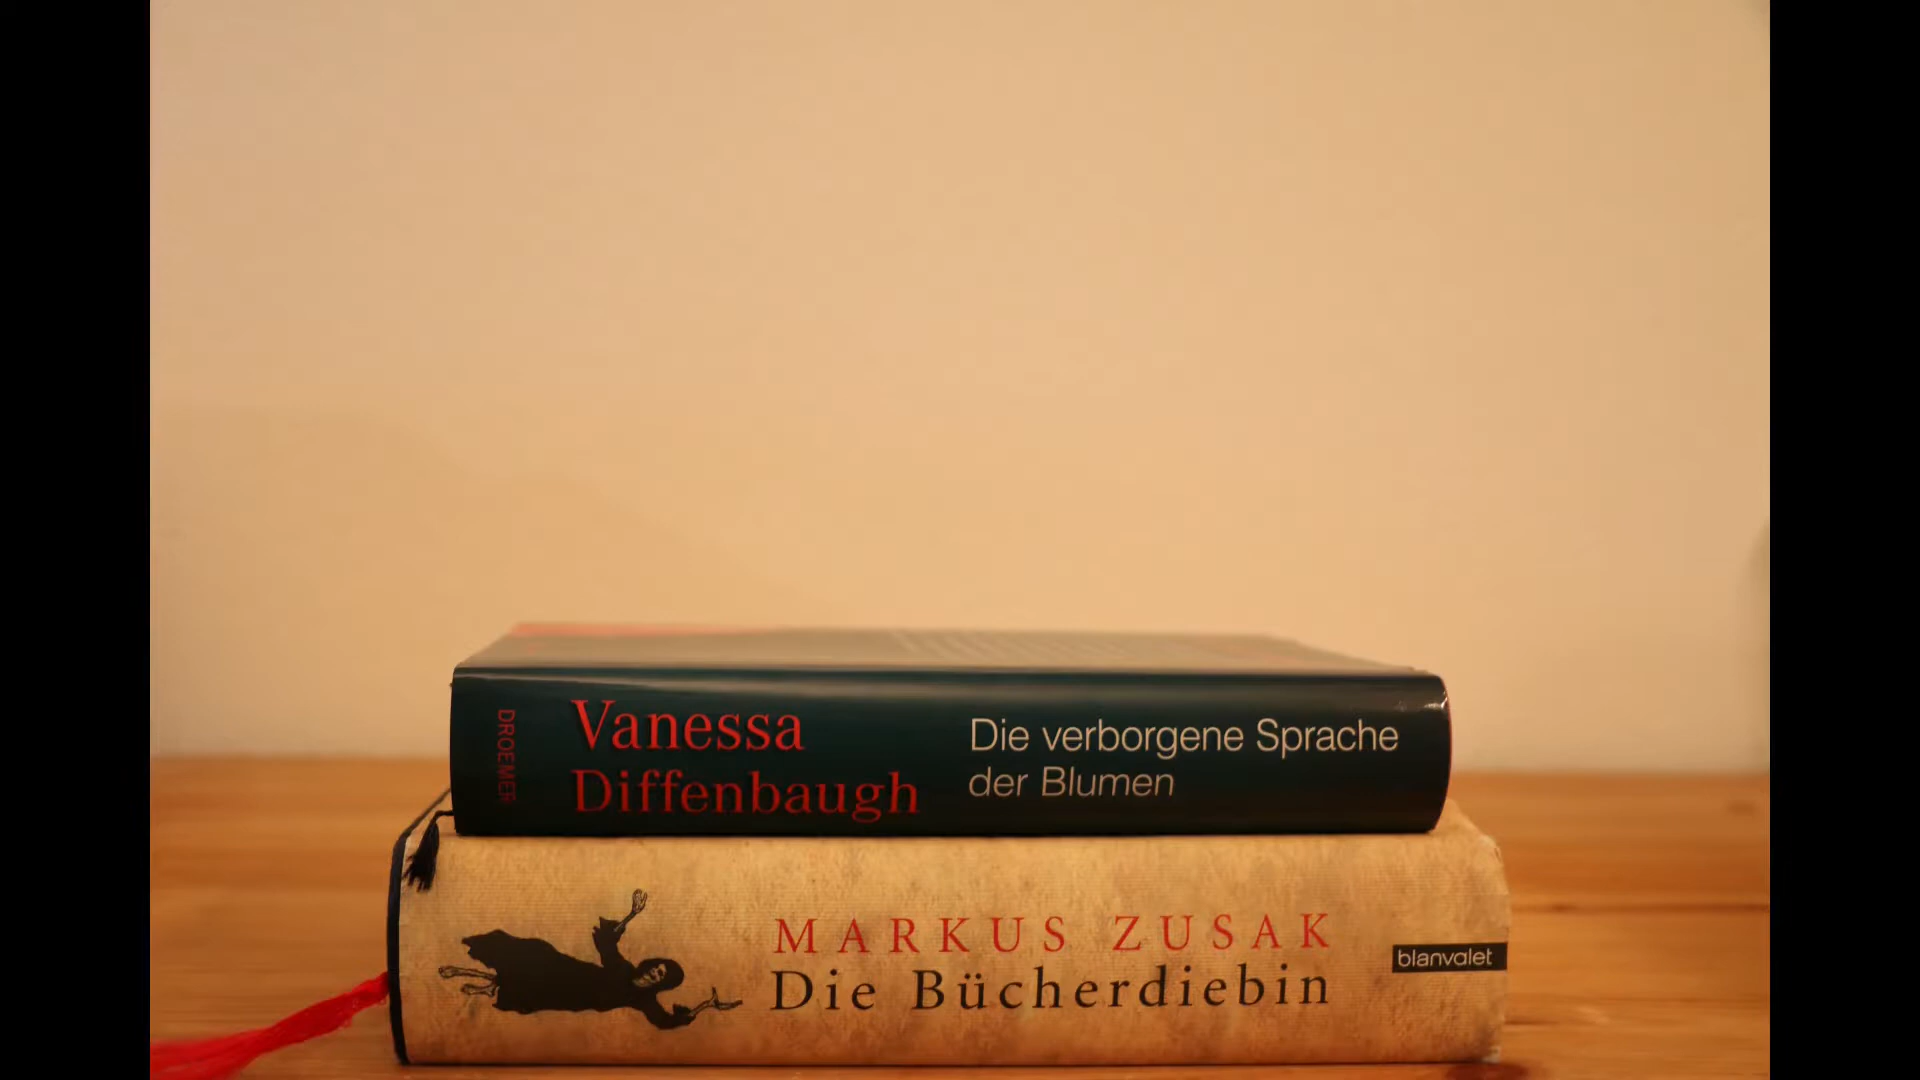 DROEMER
Vanessa
Diffenbaugh
Die verborgene Sprache
der Blumen
MARKUS ZUSAK
Die Bücherdiebin
blanvalet